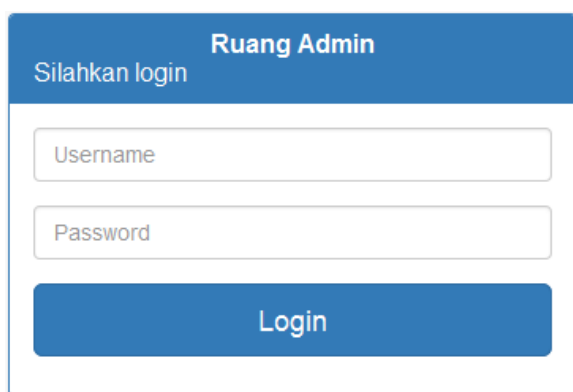 Ruang Admin
Silahkan login
Username
Password
Login